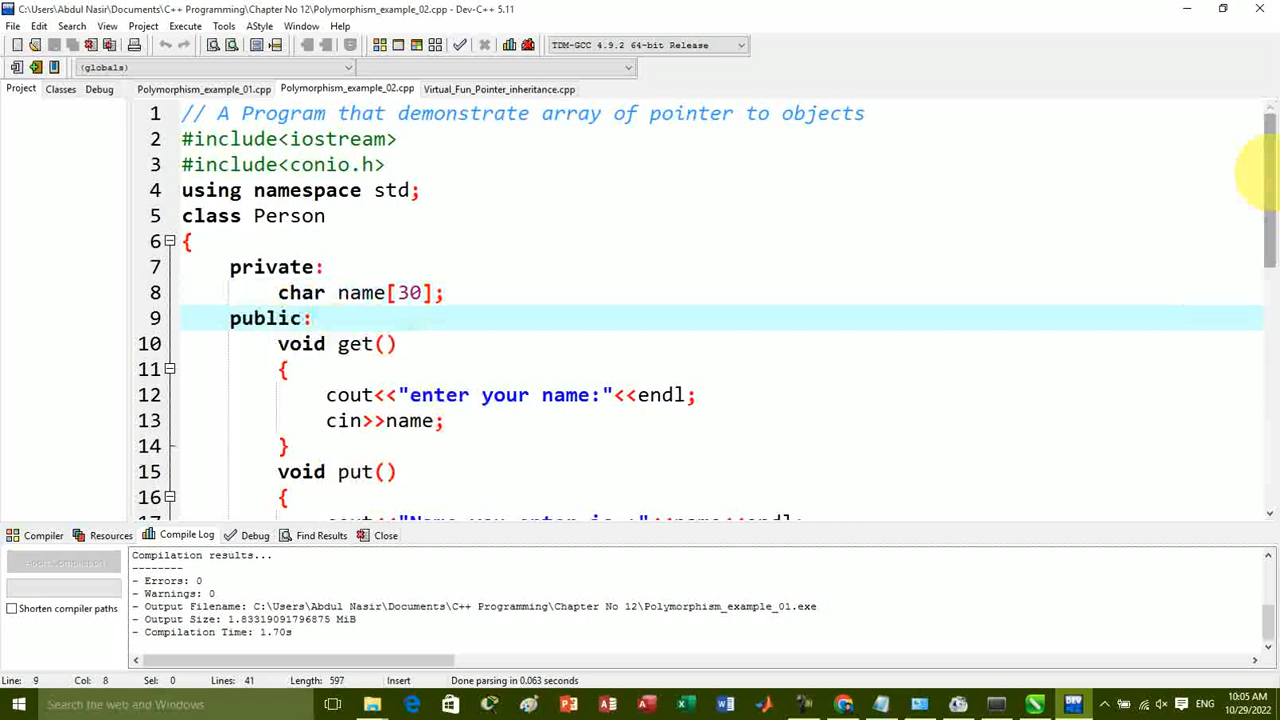 C:\Users\Abdul Nasir\Documents\C++ Programming\Chapter No 12\Polymorphism_example_02.cpp - Dev-C++ 5.11
File Edit Search View Project Execute Tools AStyle Window Help
TDM-GCC 4.9.2 64-bit Release
(globals)
Project Classes Debug Polymorphism_example_01.cpp Polymorphism_example_02.cpp Virtual_Fun_Pointer_inheritance.cpp
1 // A Program that demonstrate array of pointer to objects
2 #include<iostream>
3 #include<conio.h>
4 using namespace std;
5 class Person
6 {
7 private:
8 char name[30];
9 public:
10 void get()
11 {
12 cout<<"enter your name:"<<endl;
13 cin>>name;
14 }
15 void put()
16 {
Compiler Resources Compile Log Debug Find Results Close
Abort Compilation
Shorten compiler paths
Compilation results...
--------
- Errors: 0
- Warnings: 0
- Output Filename: C:\Users\Abdul Nasir\Documents\C++ Programming\Chapter No 12\Polymorphism_example_01.exe
- Output Size: 1.83319091796875 MiB
- Compilation Time: 1.70s
Line: 9 Col: 8 Sel: 0 Lines: 41 Length: 597 Insert Done parsing in 0.063 seconds
Search the web and Windows
ENG
10:05 AM
10/29/2022